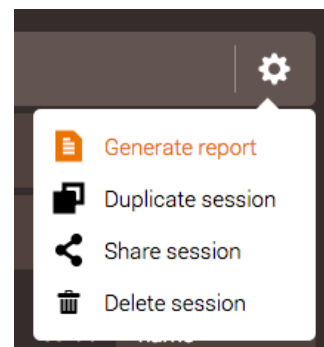 Generate report
Duplicate session
Share session
Delete session